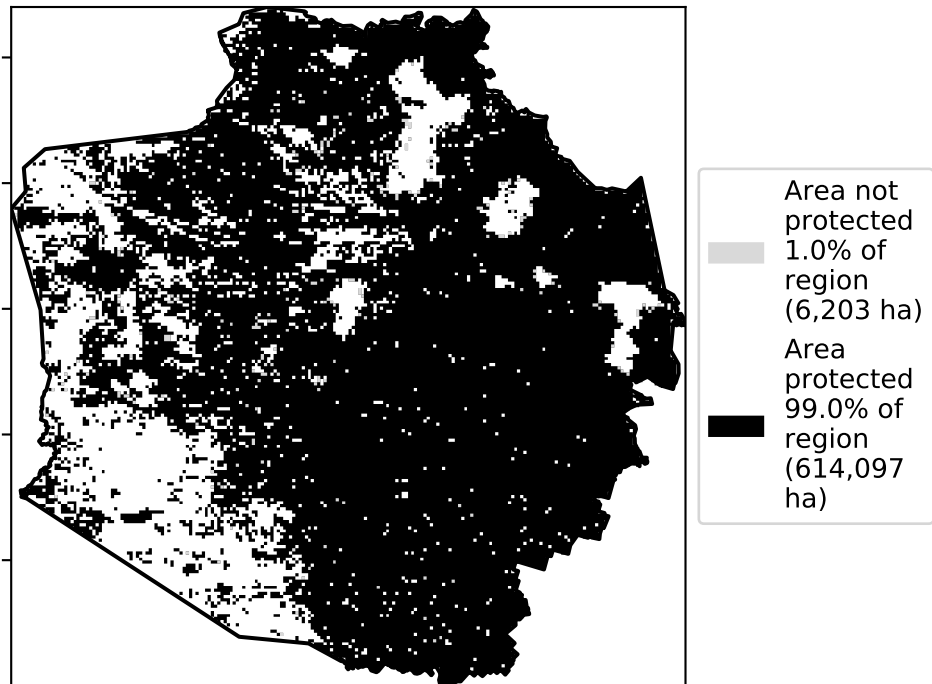 Area not
protected
1.0% of
region
(6,203 ha)
Area
protected
99.0% of
region
(614,097
ha)